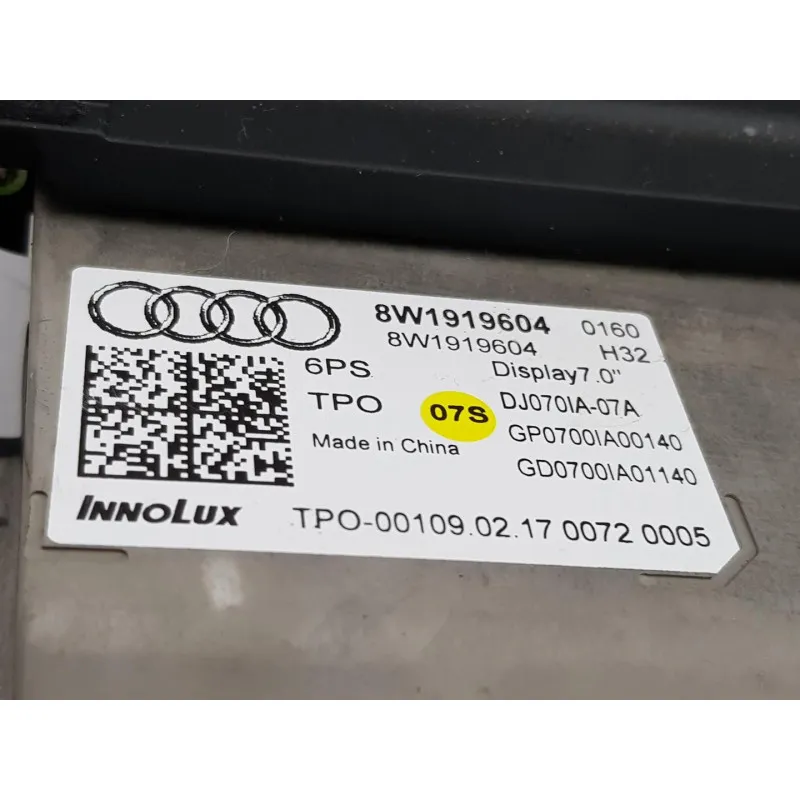 8W1919604 0160
8W1919604 H32
6PS Display7.0"
TPO 07S DJ070IA-07A
Made in China GP0700IA00140
GD0700IA01140
INNOLUX TPO-00109.02.17 0072 0005